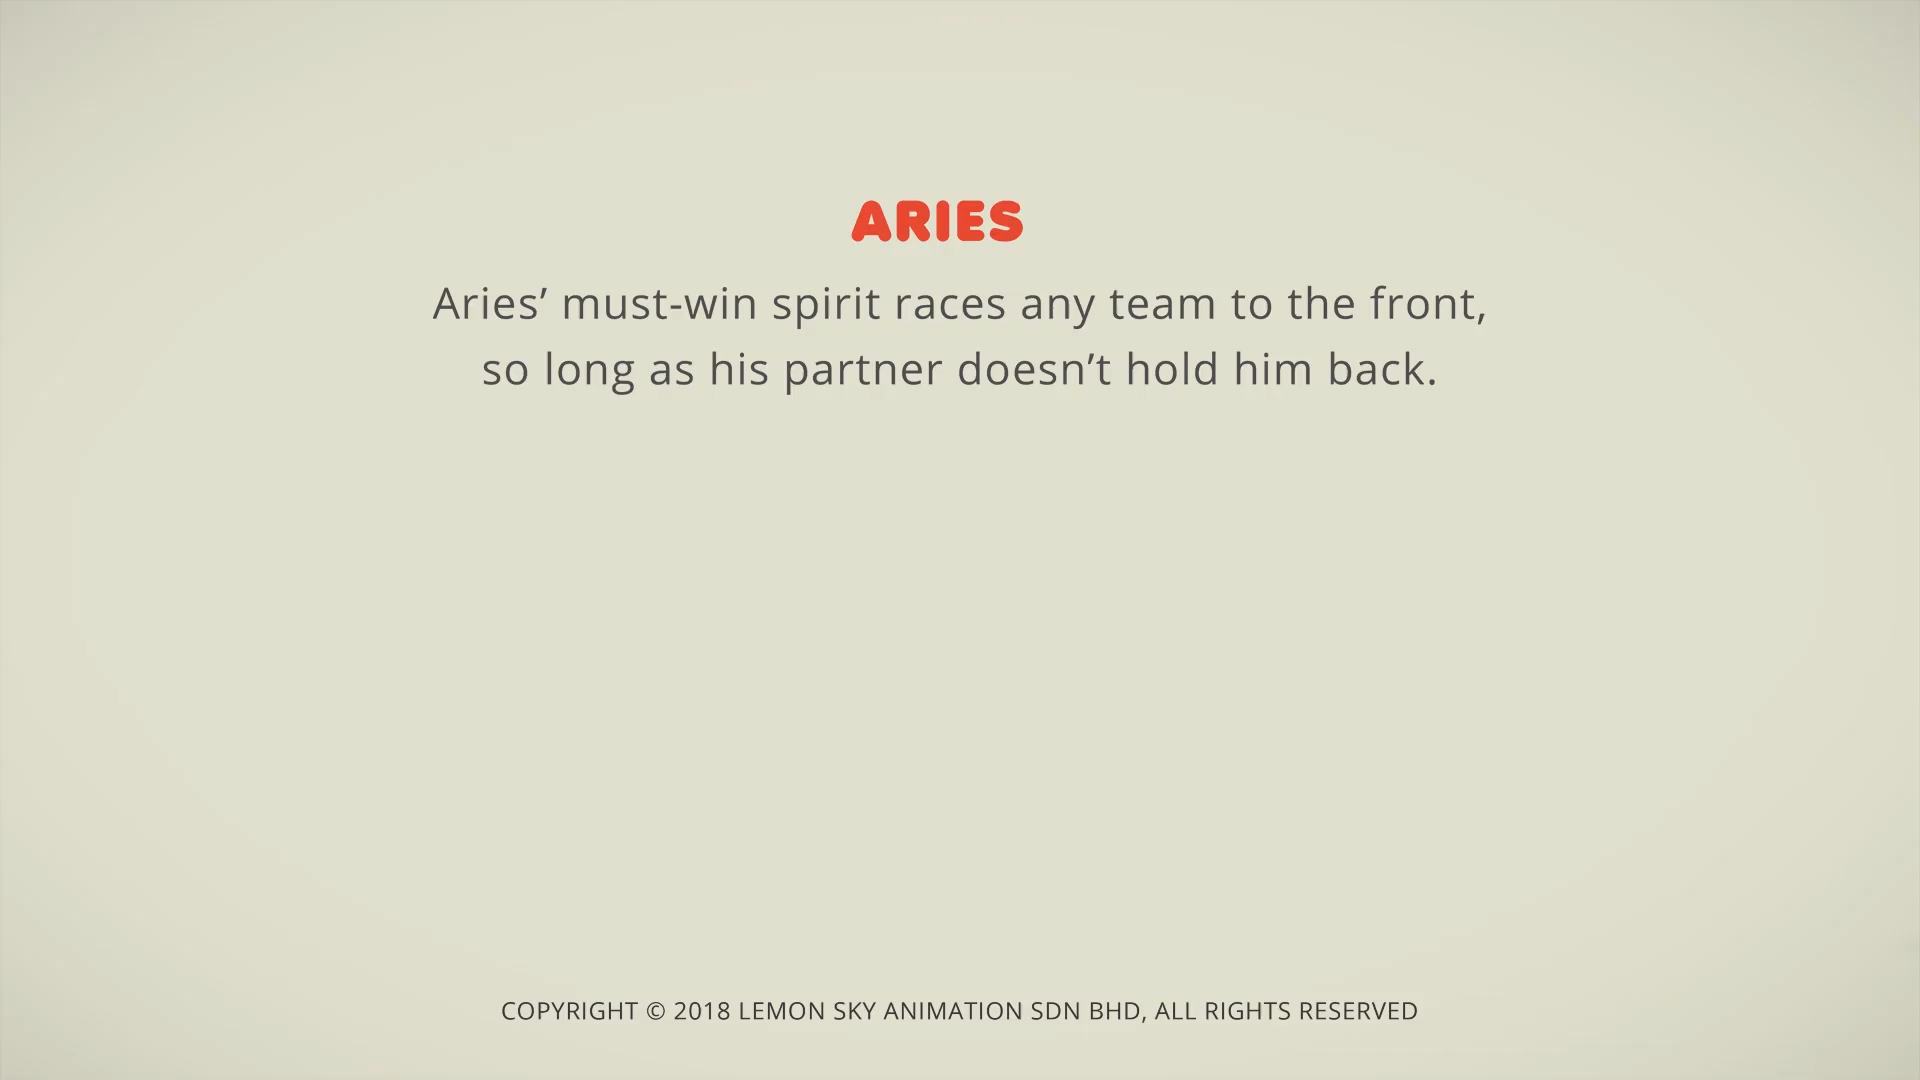 ARIES
Aries’ must-win spirit races any team to the front,
so long as his partner doesn’t hold him back.
COPYRIGHT © 2018 LEMON SKY ANIMATION SDN BHD, ALL RIGHTS RESERVED